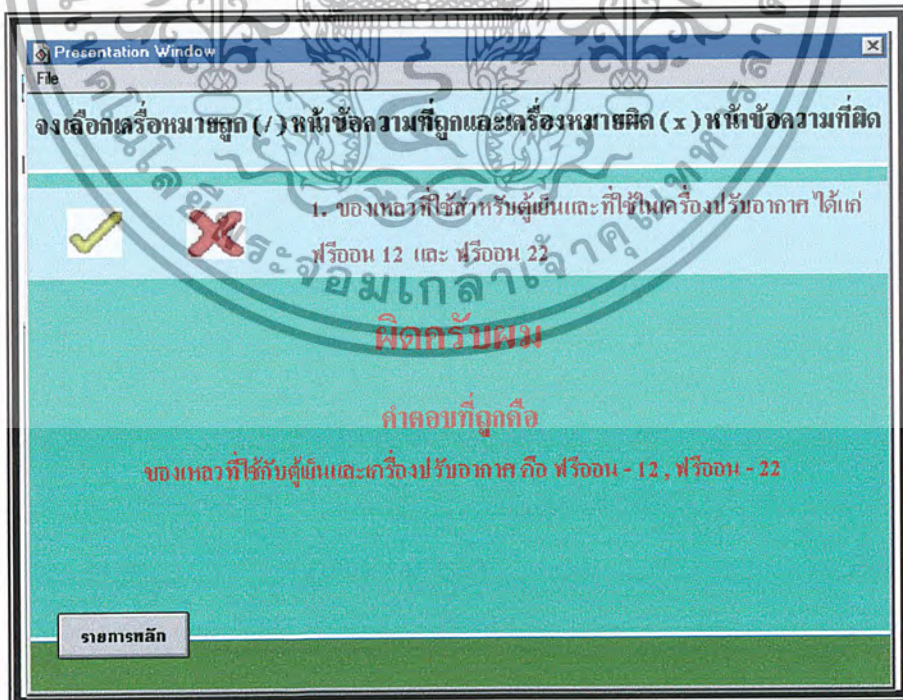 Presentation Window
File
จงเลือกเครื่อหมายถูก ( / ) หน้าข้อความที่ถูกและเครื่องหมายผิด ( x ) หน้าข้อความที่ผิด
1. ของเหลวที่ใช้สำหรับตู้เย็นและที่ใช้ในเครื่องปรับอากาศ ได้แก่
ฟรีออน 12 และ ฟรีออน 22
ผิดครับผม
คำตอบที่ถูกคือ
ของเหลวที่ใช้กับตู้เย็นและเครื่องปรับอากาศ คือ ฟรีออน - 12 , ฟรีออน - 22
รายการหลัก